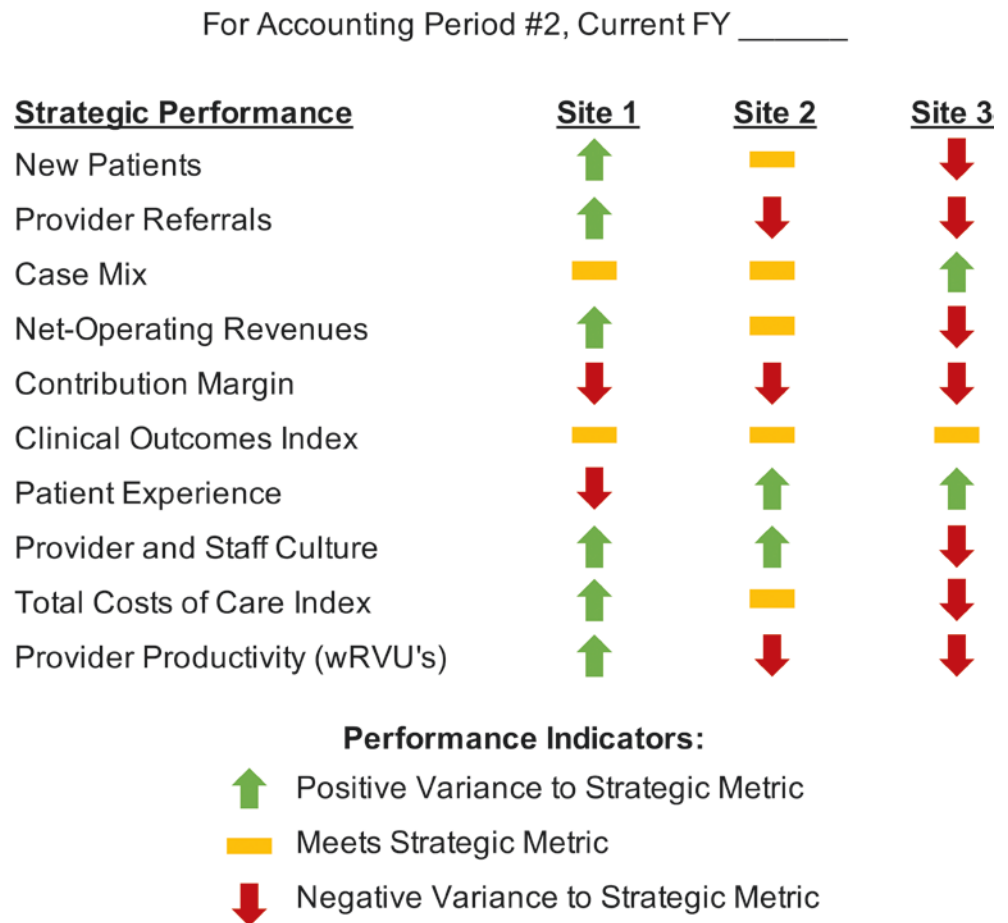 For Accounting Period #2, Current FY ______
Strategic Performance Site 1 Site 2 Site 3
New Patients
Provider Referrals
Case Mix
Net-Operating Revenues
Contribution Margin
Clinical Outcomes Index
Patient Experience
Provider and Staff Culture
Total Costs of Care Index
Provider Productivity (wRVU's)
Performance Indicators:
Positive Variance to Strategic Metric
Meets Strategic Metric
Negative Variance to Strategic Metric